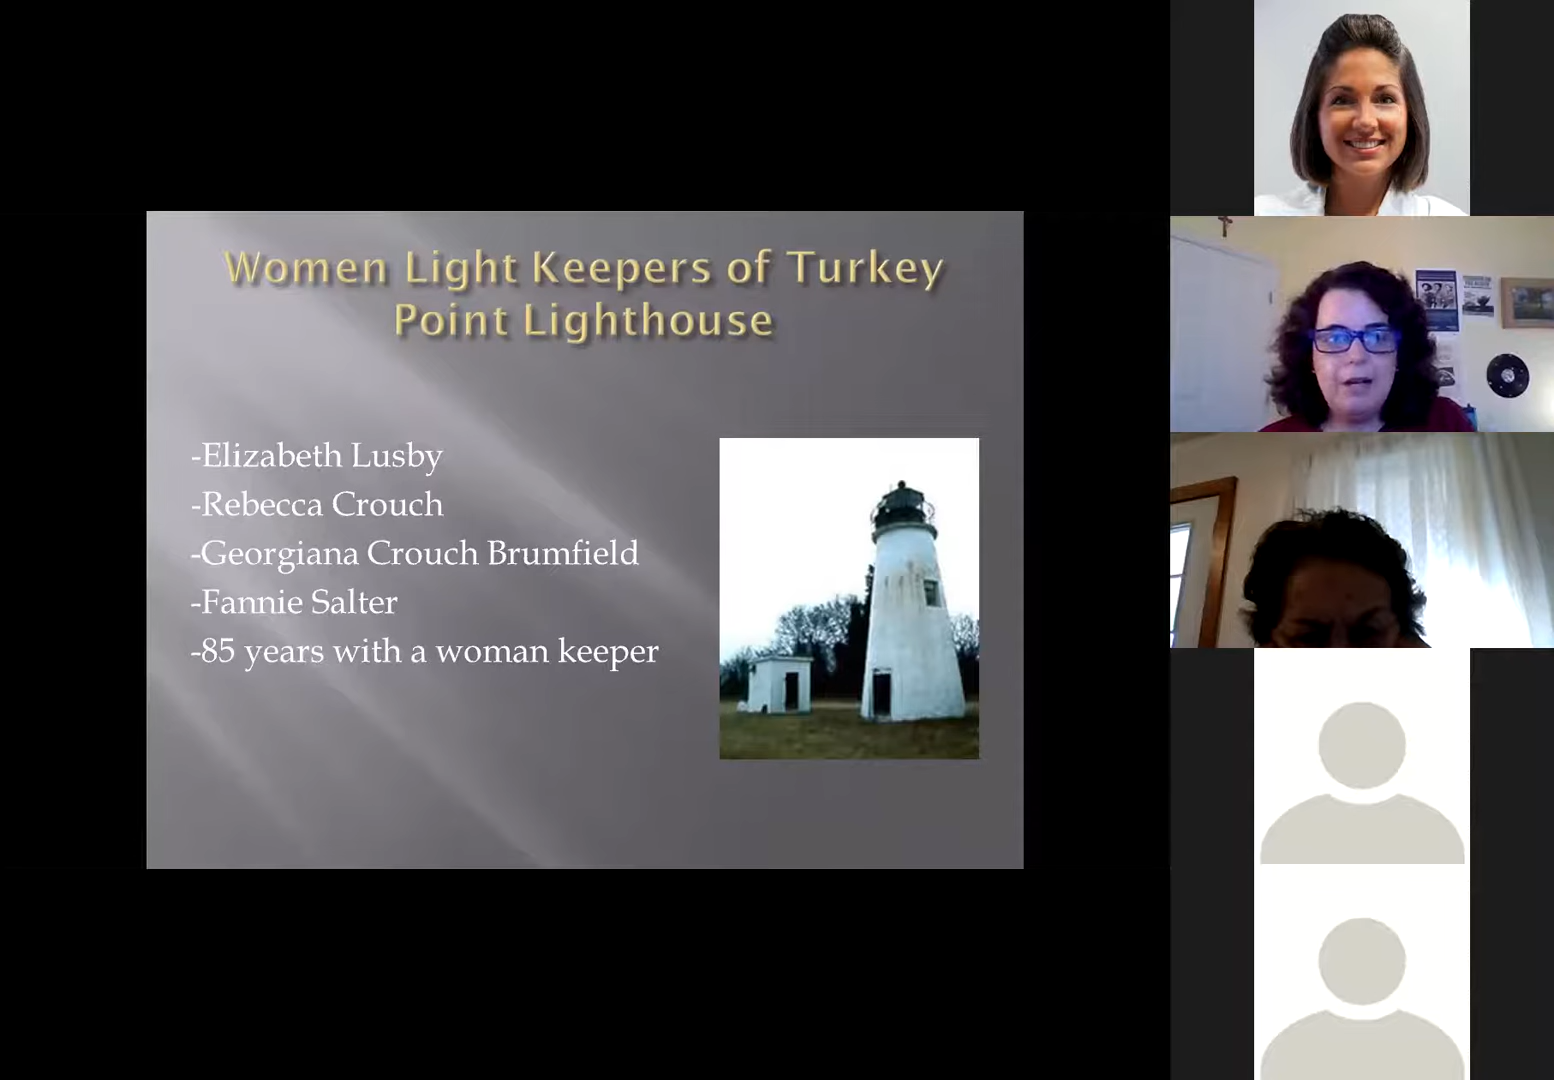 Women Light Keepers of Turkey
Point Lighthouse
-Elizabeth Lusby
-Rebecca Crouch
-Georgiana Crouch Brumfield
-Fannie Salter
-85 years with a woman keeper